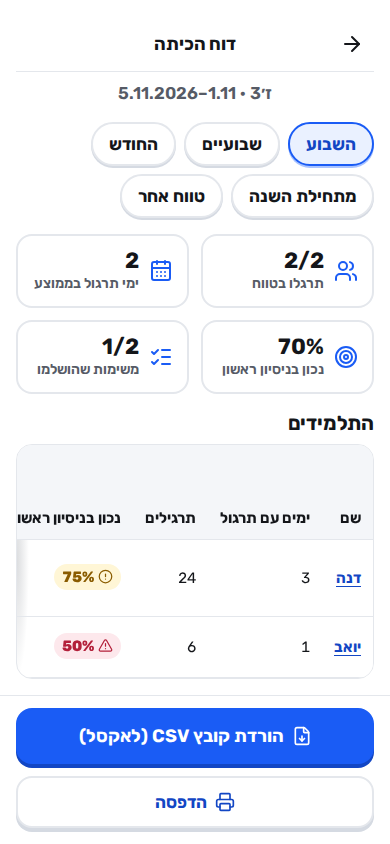 דוח הכיתה
ז׳3 • 1.11–5.11.2026
השבוע
שבועיים
החודש
מתחילת השנה
טווח אחר
2/2
תרגלו בטווח
2
ימי תרגול בממוצע
70%
נכון בניסיון ראשון
1/2
משימות שהושלמו
התלמידים
שם ימים עם תרגול תרגילים נכון בניסיון ראשו
דנה 3 24 75%
יואב 1 6 50%
הורדת קובץ CSV (לאקסל)
הדפסה